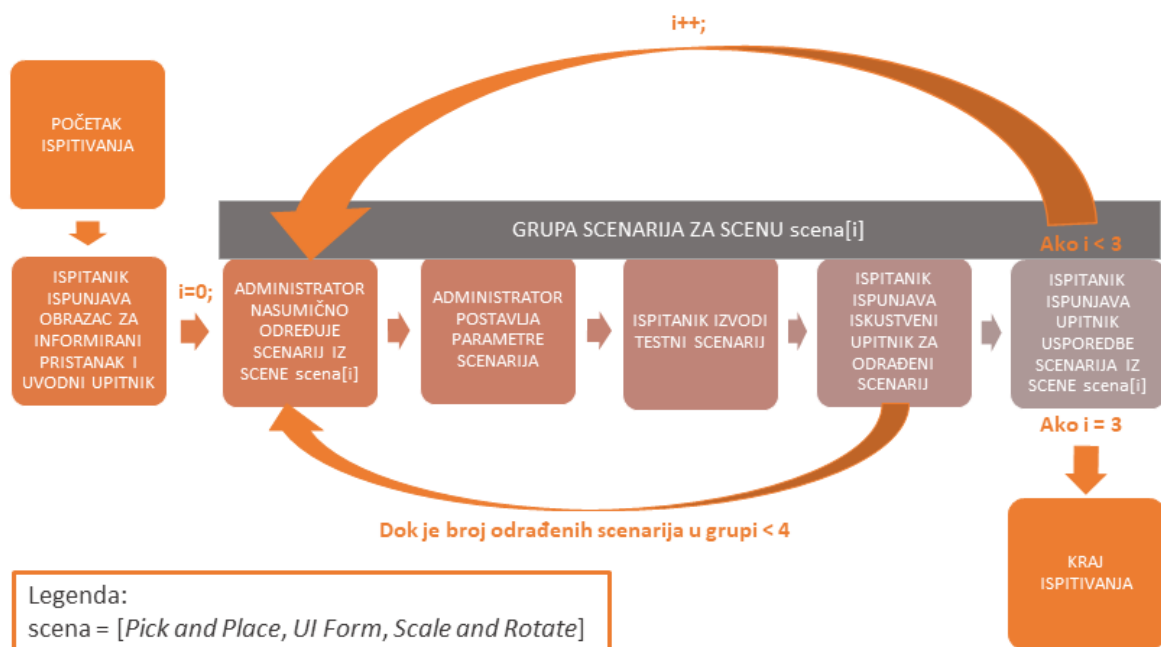 i++;
POČETAK
ISPITIVANJA
GRUPA SCENARIJA ZA SCENU scena[i]
Ako i < 3
ISPITANIK
ISPUNJAVA
OBRAZAC ZA
INFORMIRANI
PRISTANAK I
UVODNI UPITNIK
i=0;
ADMINISTRATOR
NASUMIČNO
ODREĐUJE
SCENARIJ IZ
SCENE scena[i]
ADMINISTRATOR
POSTAVLJA
PARAMETRE
SCENARIJA
ISPITANIK IZVODI
TESTNI SCENARIJ
ISPITANIK
ISPUNJAVA
ISKUSTVENI
UPITNIK ZA
ODRAĐENI
SCENARIJ
ISPITANIK
ISPUNJAVA
UPITNIK
USPOREDBE
SCENARIJA IZ
SCENE scena[i]
Ako i = 3
Dok je broj odrađenih scenarija u grupi < 4
KRAJ
ISPITIVANJA
Legenda:
scena = [Pick and Place, UI Form, Scale and Rotate]